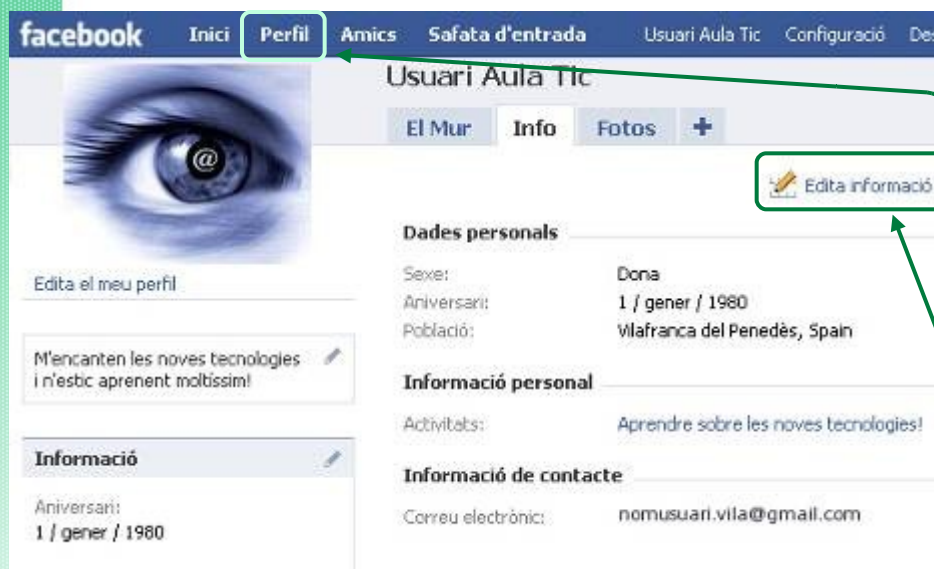 facebook Inici Perfil Amics Safata d'entrada Usuari Aula Tic Configuració
Usuari Aula Tic
El Mur Info Fotos +
@
Edita informació
Edita el meu perfil
Dades personals
Sexe: Dona
Aniversari: 1 / gener / 1980
Població: Vilafranca del Penedès, Spain
M'encanten les noves tecnologies
i n'estic aprenent moltíssim!
Informació personal
Activitats: Aprendre sobre les noves tecnologies!
Informació
Aniversari:
1 / gener / 1980
Informació de contacte
Correu electrònic: nomusuari.vila@gmail.com